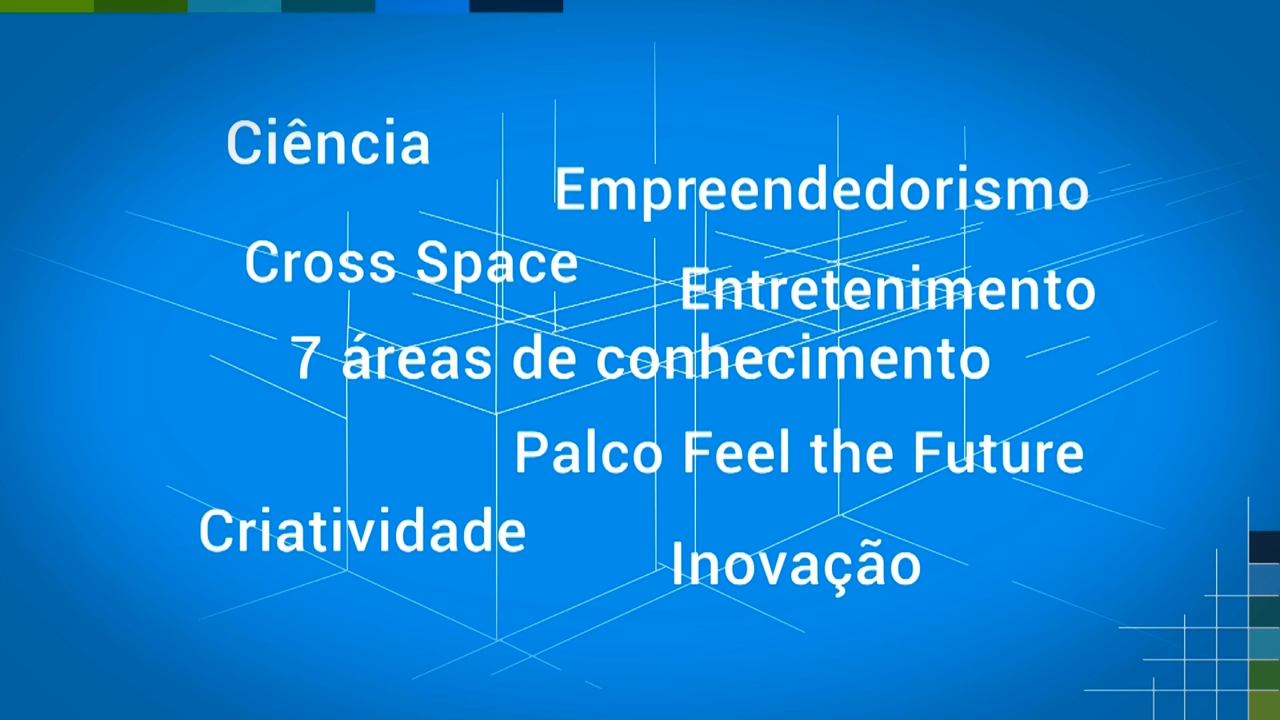 Ciência
Empreendedorismo
Cross Space
Entretenimento
7 áreas de conhecimento
Palco Feel the Future
Criatividade
Inovação